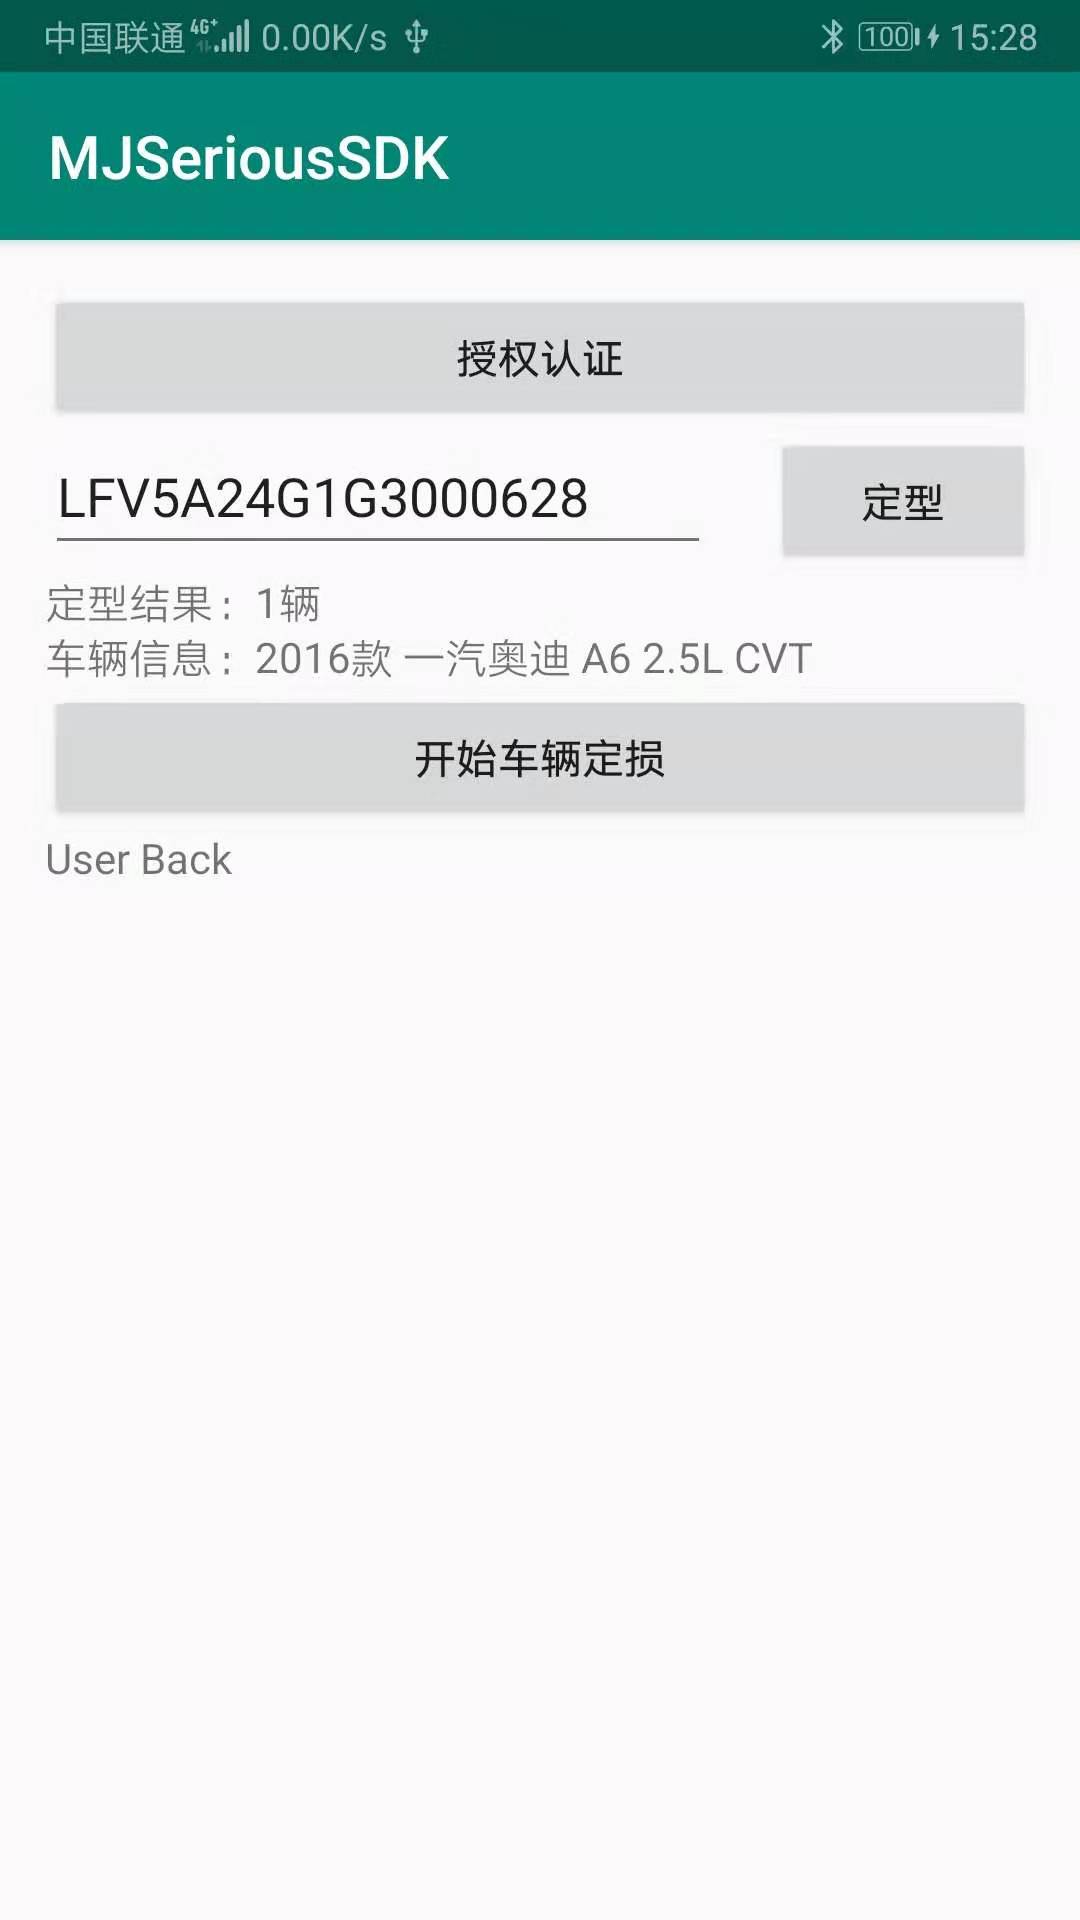 中国联通 4G+ 0.00K/s 100 15:28
MJSeriousSDK
授权认证
LFV5A24G1G3000628 定型
定型结果：1辆
车辆信息：2016款 一汽奥迪 A6 2.5L CVT
开始车辆定损
User Back